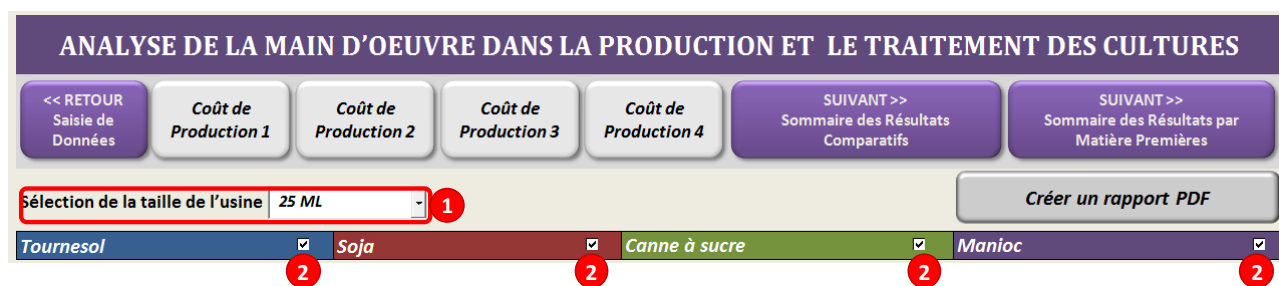 ANALYSE DE LA MAIN D'OEUVRE DANS LA PRODUCTION ET LE TRAITEMENT DES CULTURES
<< RETOUR
Saisie de
Données
Coût de
Production 1
Coût de
Production 2
Coût de
Production 3
Coût de
Production 4
SUIVANT >>
Sommaire des Résultats
Comparatifs
SUIVANT >>
Sommaire des Résultats par
Matière Premières
Sélection de la taille de l'usine 25 ML 1
Créer un rapport PDF
Tournesol Soja Canne à sucre Manioc
2 2 2 2